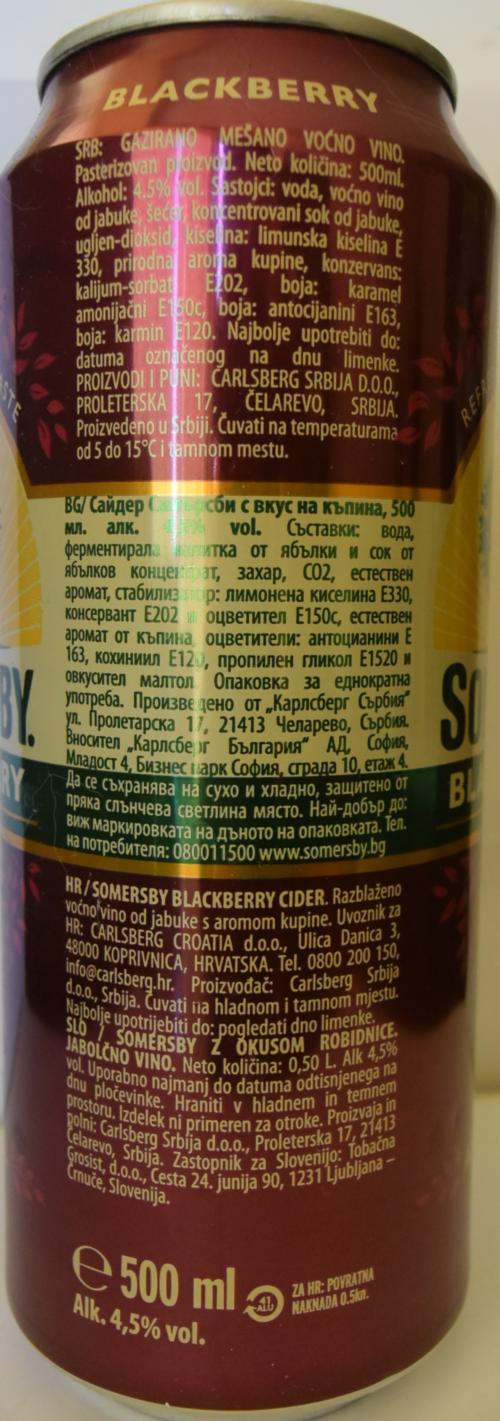 BLACKBERRY
SRB: GAZIRANO MEŠANO VOĆNO VINO.
Pasterizovan proizvod. Neto količina: 500ml.
Alkohol: 4.5% vol. Sastojci: voda, voćno vino
od jabuke, šećer, koncentrovani sok od jabuke,
ugljen-dioksid, kiselina: limunska kiselina E
330, prirodna aroma kupine, konzervans:
kalijum-sorbat E202, boja: karamel
amonijačni E150c, boja: antocijanini E163,
boja: karmin E120. Najbolje upotrebiti do:
datuma označenog na dnu limenke.
PROIZVODI I PUNI: CARLSBERG SRBIJA D.O.O.,
PROLETERSKA 17, ČELAREVO, SRBIJA.
Proizvedeno u Srbiji. Čuvati na temperaturama
od 5 do 15°C i tamnom mestu.
BG/ Сайдер Съмърсби с вкус на къпина, 500
мл. алк. 4,5% vol. Съставки: вода,
ферментирала напитка от ябълки и сок от
ябълков концентрат, захар, CO2, естествен
аромат, стабилизатор: лимонена киселина E330,
консервант E202 и оцветител E150c, естествен
аромат от къпина, оцветители: антоцианини E
163, кохинил E120, пропилен гликол E1520 и
овкусител малтол. Опаковка за еднократна
употреба. Произведено от „Карлсберг Сърбия"
ул. Пролетарска 17, 21413 Челарево, Сърбия.
Вносител „Карлсберг България" АД, София,
Младост 4, Бизнес парк София, сграда 10, етаж 4.
Да се съхранява на сухо и хладно, защитено от
пряка слънчева светлина място. Най-добър до:
виж маркировката на дъното на опаковката. Тел.
на потребителя: 080011500 www.somersby.bg
HR/SOMERSBY BLACKBERRY CIDER. Razblaženo
voćno vino od jabuke s aromom kupine. Uvoznik za
HR: CARLSBERG CROATIA d.o.o., Ulica Danica 3,
48000 KOPRIVNICA, HRVATSKA. Tel. 0800 200 150,
info@carlsberg.hr. Proizvođač: Carlsberg Srbija
d.o.o., Srbija. Čuvati na hladnom i tamnom mjestu.
Najbolje upotrijebiti do: pogledati dno limenke.
SLO / SOMERSBY Z OKUSOM ROBIDNICE.
JABOLČNO VINO. Neto količina: 0,50 L. Alk 4,5%
vol. Uporabno najmanj do datuma odtisnjenega na
dnu pločevinke. Hraniti v hladnem in temnem
prostoru. Izdelek ni primeren za otroke. Proizvaja in
polni: Carlsberg Srbija d.o.o., Proleterska 17, 21413
Čelarevo, Srbija. Zastopnik za Slovenijo: Tobačna
Grosist, d.o.o., Cesta 24. junija 90, 1231 Ljubljana –
Črnuče, Slovenija.
e 500 ml
Alk. 4,5% vol.
41
ALU
ZA HR: POVRATNA
NAKNADA 0.5kn.